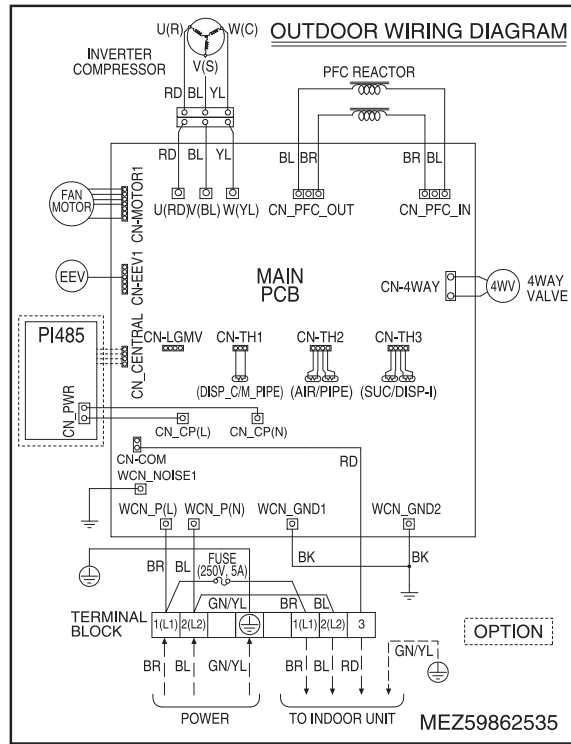 OUTDOOR WIRING DIAGRAM
U(R) W(C)
V(S)
INVERTER
COMPRESSOR
PFC REACTOR
RD BL YL
RD BL YL
BL BR
BR BL
FAN
MOTOR
CN-MOTOR1
U(RD) V(BL) W(YL)
CN_PFC_OUT
CN_PFC_IN
EEV
CN-EEV1
MAIN
PCB
CN-4WAY
4WV
4WAY
VALVE
PI485
CN_CENTRAL
CN-LGMV
CN-TH1
CN-TH2
CN-TH3
(DISP_C/M_PIPE)
(AIR/PIPE)
(SUC/DISP-I)
CN_PWR
CN_CP(L)
CN_CP(N)
CN-COM
RD
WCN_NOISE1
WCN_P(L)
WCN_P(N)
WCN_GND1
WCN_GND2
BR BL
FUSE
(250V, 5A)
BK
BK
GN/YL
BR BL
TERMINAL
BLOCK
1(L1) 2(L2) 1(L1) 2(L2) 3
OPTION
BR BL GN/YL
BR BL RD
GN/YL
POWER
TO INDOOR UNIT
MEZ59862535